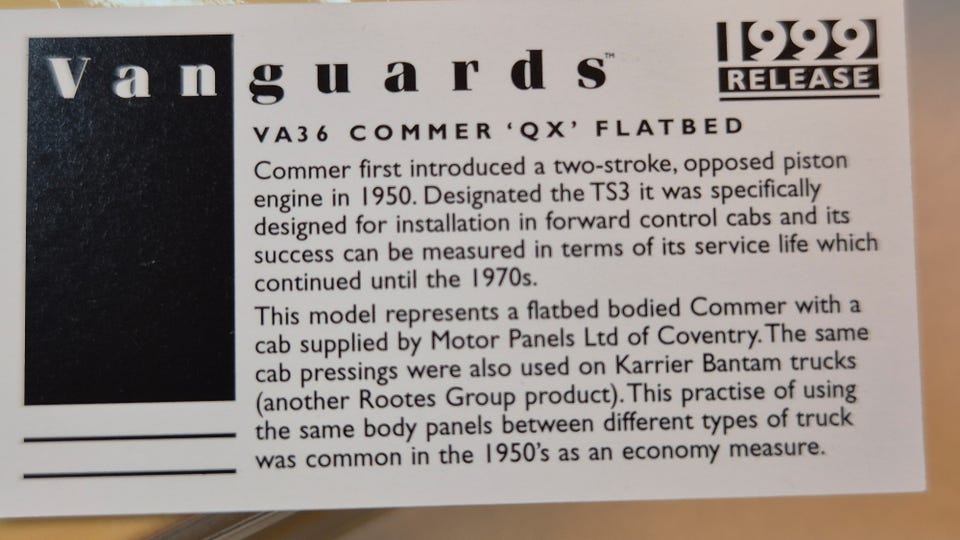 Vanguards™
1999
RELEASE
VA36 COMMER ‘QX’ FLATBED
Commer first introduced a two-stroke, opposed piston
engine in 1950. Designated the TS3 it was specifically
designed for installation in forward control cabs and its
success can be measured in terms of its service life which
continued until the 1970s.
This model represents a flatbed bodied Commer with a
cab supplied by Motor Panels Ltd of Coventry. The same
cab pressings were also used on Karrier Bantam trucks
(another Rootes Group product). This practise of using
the same body panels between different types of truck
was common in the 1950's as an economy measure.